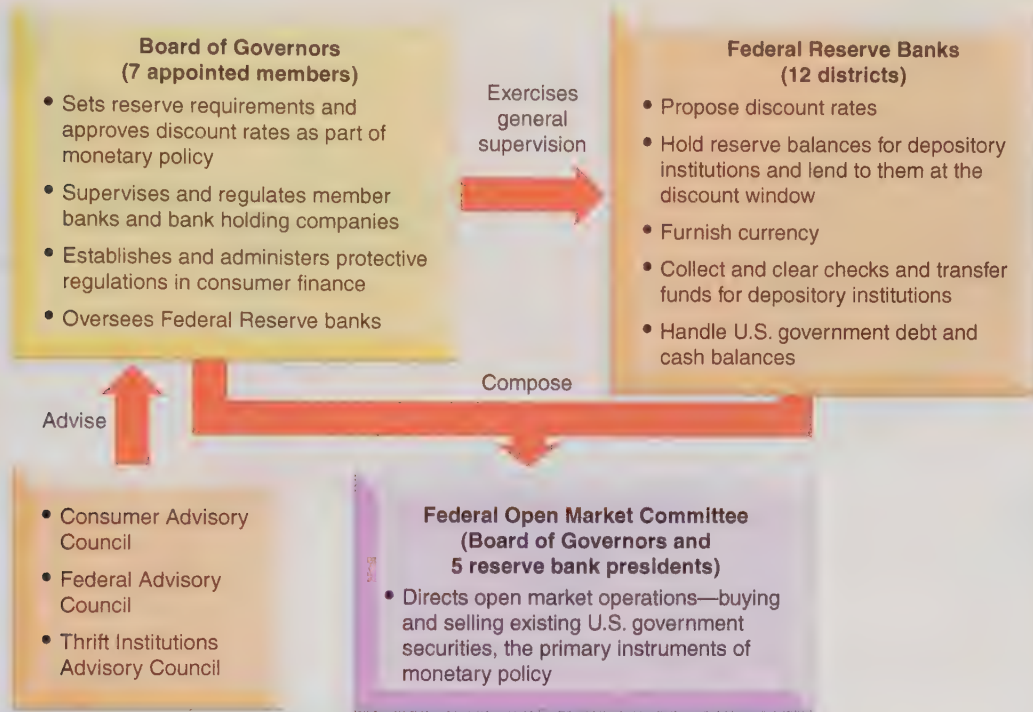 Board of Governors
(7 appointed members)
• Sets reserve requirements and
approves discount rates as part of
monetary policy
• Supervises and regulates member
banks and bank holding companies
• Establishes and administers protective
regulations in consumer finance
• Oversees Federal Reserve banks
Exercises
general
supervision
Federal Reserve Banks
(12 districts)
• Propose discount rates
• Hold reserve balances for depository
institutions and lend to them at the
discount window
• Furnish currency
• Collect and clear checks and transfer
funds for depository institutions
• Handle U.S. government debt and
cash balances
Compose
Advise
• Consumer Advisory
Council
• Federal Advisory
Council
• Thrift Institutions
Advisory Council
Federal Open Market Committee
(Board of Governors and
5 reserve bank presidents)
• Directs open market operations—buying
and selling existing U.S. government
securities, the primary instruments of
monetary policy